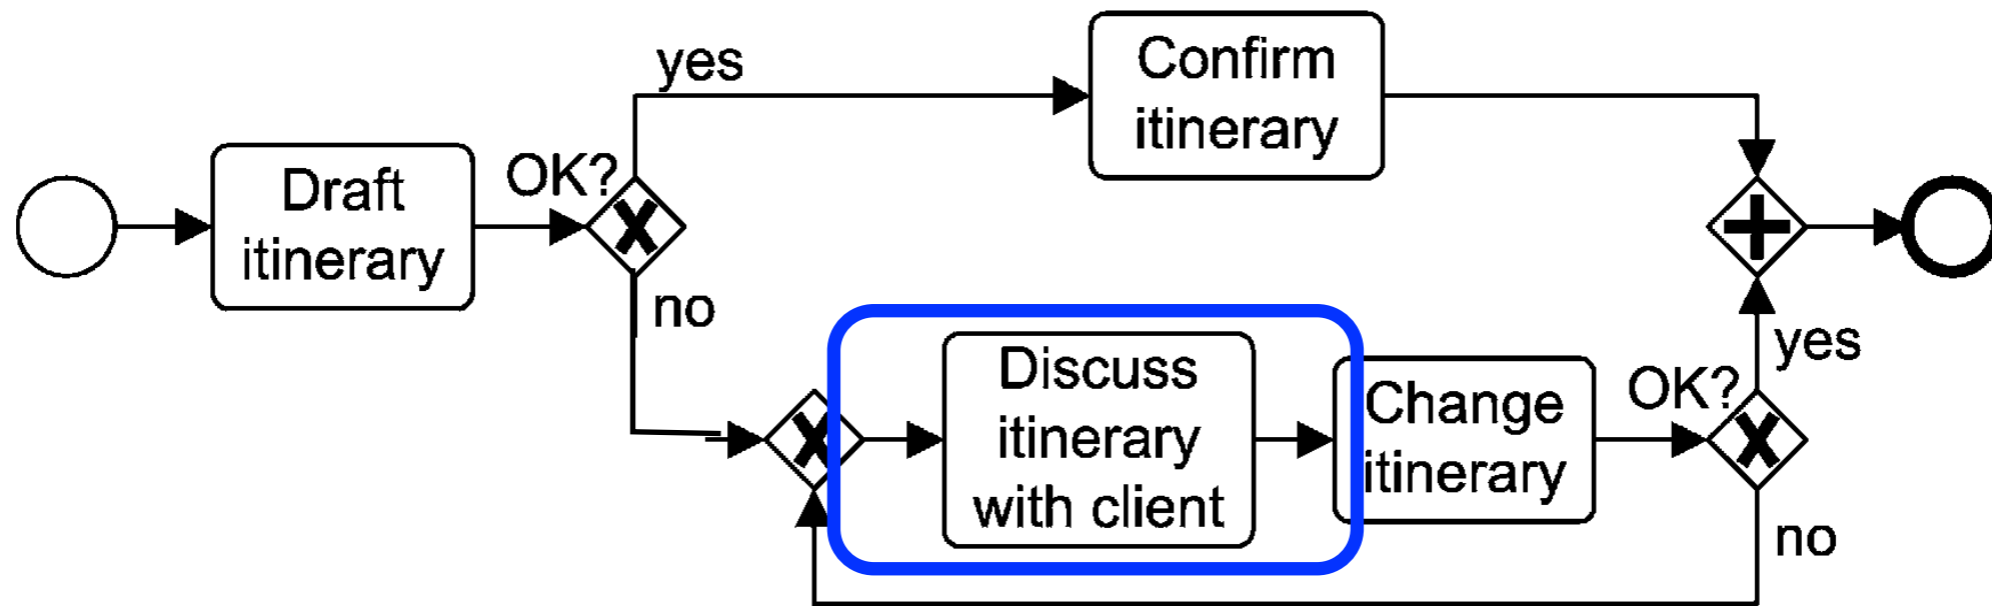 yes
Confirm
itinerary
Draft
itinerary
OK?
no
Discuss
itinerary
with client
Change
itinerary
OK?
yes
no